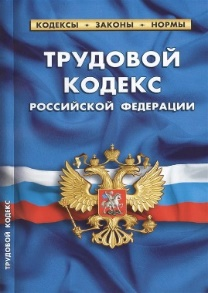 КОДЕКСЫ • ЗАКОНЫ • НОРМЫ
ТРУДОВОЙ
КОДЕКС
РОССИЙСКОЙ ФЕДЕРАЦИИ
ТРУДОВОЙ КОДЕКС